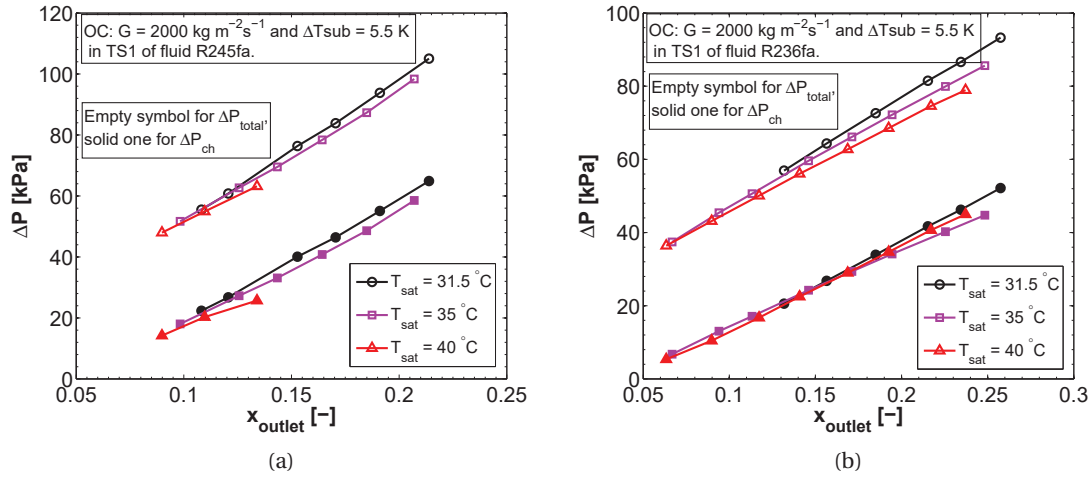 OC: G = 2000 kg m⁻²s⁻¹ and ΔTsub = 5.5 K
in TS1 of fluid R245fa.
Empty symbol for ΔP_total,
solid one for ΔP_ch
T_sat = 31.5 °C
T_sat = 35 °C
T_sat = 40 °C
ΔP [kPa]
120
100
80
60
40
20
0
0.05 0.1 0.15 0.2 0.25
x_outlet [−]
(a)
OC: G = 2000 kg m⁻²s⁻¹ and ΔTsub = 5.5 K
in TS1 of fluid R236fa.
Empty symbol for ΔP_total,
solid one for ΔP_ch
T_sat = 31.5 °C
T_sat = 35 °C
T_sat = 40 °C
ΔP [kPa]
100
80
60
40
20
0
0.05 0.1 0.15 0.2 0.25 0.3
x_outlet [−]
(b)